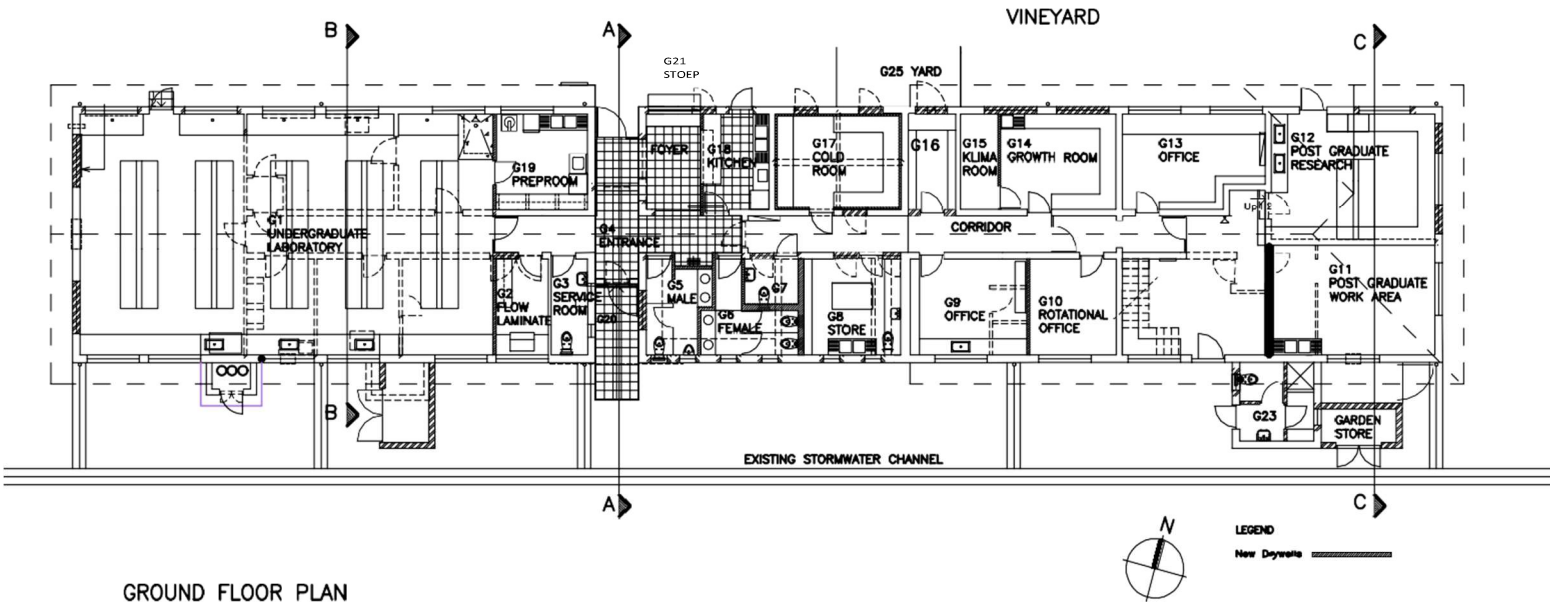 VINEYARD
B
A
C
G21
STOEP
G25 YARD
G19
PREPROOM
FOYER
G18
KITCHEN
G17
COLD
ROOM
G16
G15
KLIMA
ROOM
G14
GROWTH ROOM
G13
OFFICE
G12
POST GRADUATE
RESEARCH
G1
UNDERGRADUATE
LABORATORY
G4
ENTRANCE
CORRIDOR
G2
FLOW
LAMINATE
G3
SERVICE
ROOM
G20
G5
MALE
G6
FEMALE
G7
G8
STORE
G9
OFFICE
G10
ROTATIONAL
OFFICE
G11
POST GRADUATE
WORK AREA
B
G23
GARDEN
STORE
EXISTING STORMWATER CHANNEL
A
C
N
LEGEND
New Drywalls
GROUND FLOOR PLAN